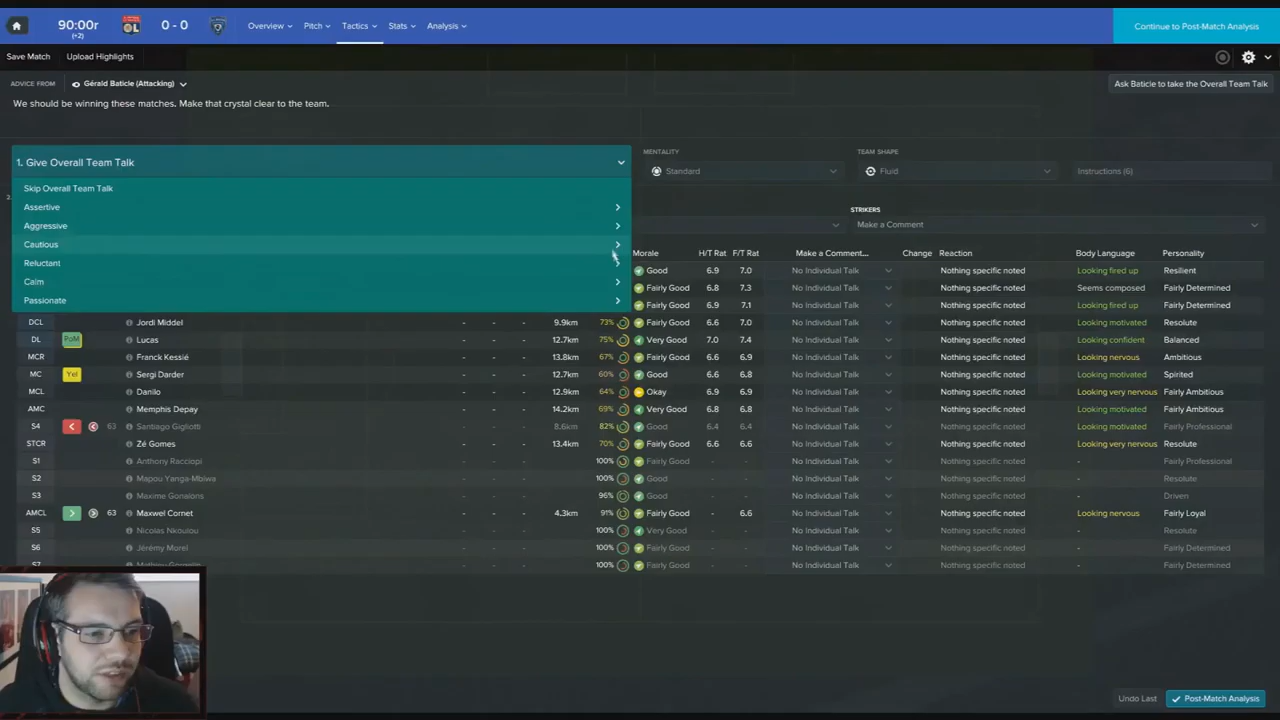 90:00r
(+2)
OL
0 - 0
Overview
Pitch
Tactics
Stats
Analysis
Continue to Post-Match Analysis
Save Match
Upload Highlights
ADVICE FROM
Gérald Baticle (Attacking)
Ask Baticle to take the Overall Team Talk
We should be winning these matches. Make that crystal clear to the team.
1. Give Overall Team Talk
MENTALITY
TEAM SHAPE
Standard
Fluid
Instructions (6)
Skip Overall Team Talk
Assertive
Aggressive
Cautious
Reluctant
Calm
Passionate
2.
STRIKERS
Make a Comment
Morale H/T Rat F/T Rat Make a Comment... Change Reaction Body Language Personality
Good 6.9 7.0 No Individual Talk Nothing specific noted Looking fired up Resilient
Fairly Good 6.8 7.3 No Individual Talk Nothing specific noted Seems composed Fairly Determined
Fairly Good 6.9 7.1 No Individual Talk Nothing specific noted Looking fired up Fairly Determined
DCL Jordi Middel - - - 9.9km 73% Fairly Good 6.6 7.0 No Individual Talk Nothing specific noted Looking motivated Resolute
DL PoM Lucas - - - 12.7km 75% Very Good 7.0 7.4 No Individual Talk Nothing specific noted Looking confident Balanced
MCR Franck Kessié - - - 13.8km 67% Fairly Good 6.6 6.9 No Individual Talk Nothing specific noted Looking nervous Ambitious
MC Yel Sergi Darder - - - 12.7km 60% Good 6.6 6.8 No Individual Talk Nothing specific noted Looking motivated Spirited
MCL Danilo - - - 12.9km 64% Okay 6.9 6.9 No Individual Talk Nothing specific noted Looking very nervous Fairly Ambitious
AMC Memphis Depay - - - 14.2km 69% Very Good 6.8 6.8 No Individual Talk Nothing specific noted Looking motivated Fairly Ambitious
S4 63 Santiago Gigliotti - - - 8.6km 82% Good 6.4 6.4 No Individual Talk Nothing specific noted Looking motivated Fairly Professional
STCR Zé Gomes - - - 13.4km 70% Fairly Good 6.6 6.6 No Individual Talk Nothing specific noted Looking very nervous Resolute
S1 Anthony Racioppi - - - 100% Fairly Good - - No Individual Talk Nothing specific noted - Fairly Professional
S2 Mapou Yanga-Mbiwa - - - 100% Good - - No Individual Talk Nothing specific noted - Resolute
S3 Maxime Gonalons - - - 96% Good - - No Individual Talk Nothing specific noted - Driven
AMCL 63 Maxwel Cornet - - - 4.3km 91% Fairly Good - 6.6 No Individual Talk Nothing specific noted Looking nervous Fairly Loyal
S5 Nicolas Nkoulou - - - 100% Very Good - - No Individual Talk Nothing specific noted - Resolute
S6 Jérémy Morel - - - 100% Fairly Good - - No Individual Talk Nothing specific noted - Fairly Determined
S7 - - - 100% Fairly Good - - No Individual Talk Nothing specific noted - Fairly Determined
Undo Last
Post-Match Analysis